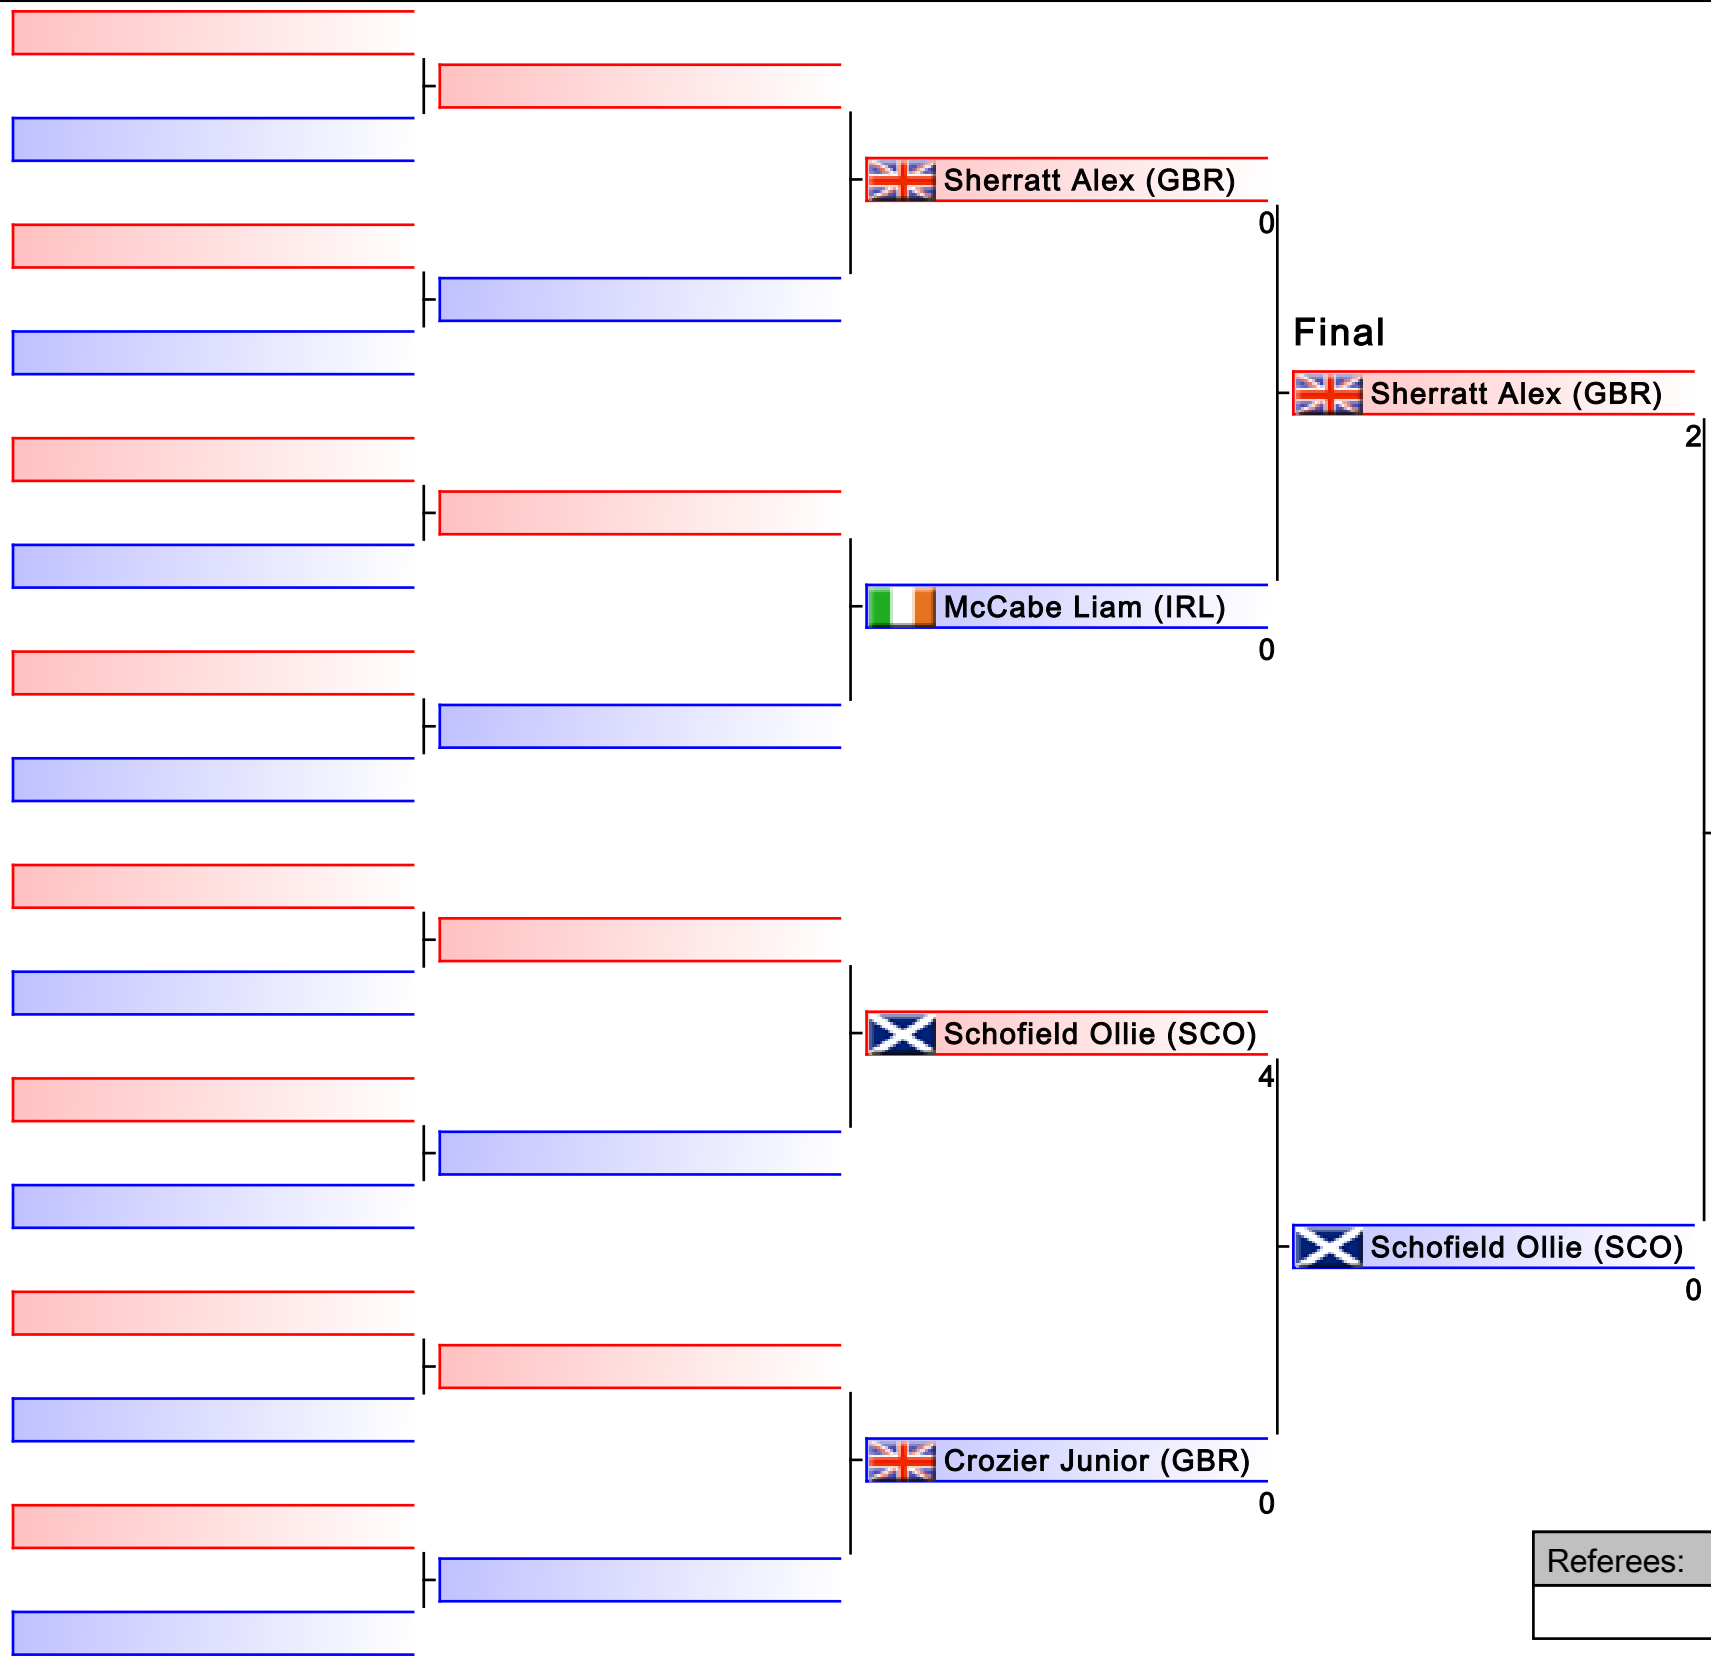 Sherratt Alex (GBR)
0
Final
Sherratt Alex (GBR)
2
McCabe Liam (IRL)
0
Schofield Ollie (SCO)
4
Schofield Ollie (SCO)
0
Crozier Junior (GBR)
0
Referees: